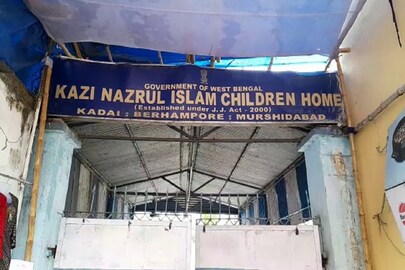 GOVERNMENT OF WEST BENGAL
KAZI NAZRUL ISLAM CHILDREN HOME
(Established under J.J. Act - 2000)
KADAI : BERHAMPORE : MURSHIDABAD